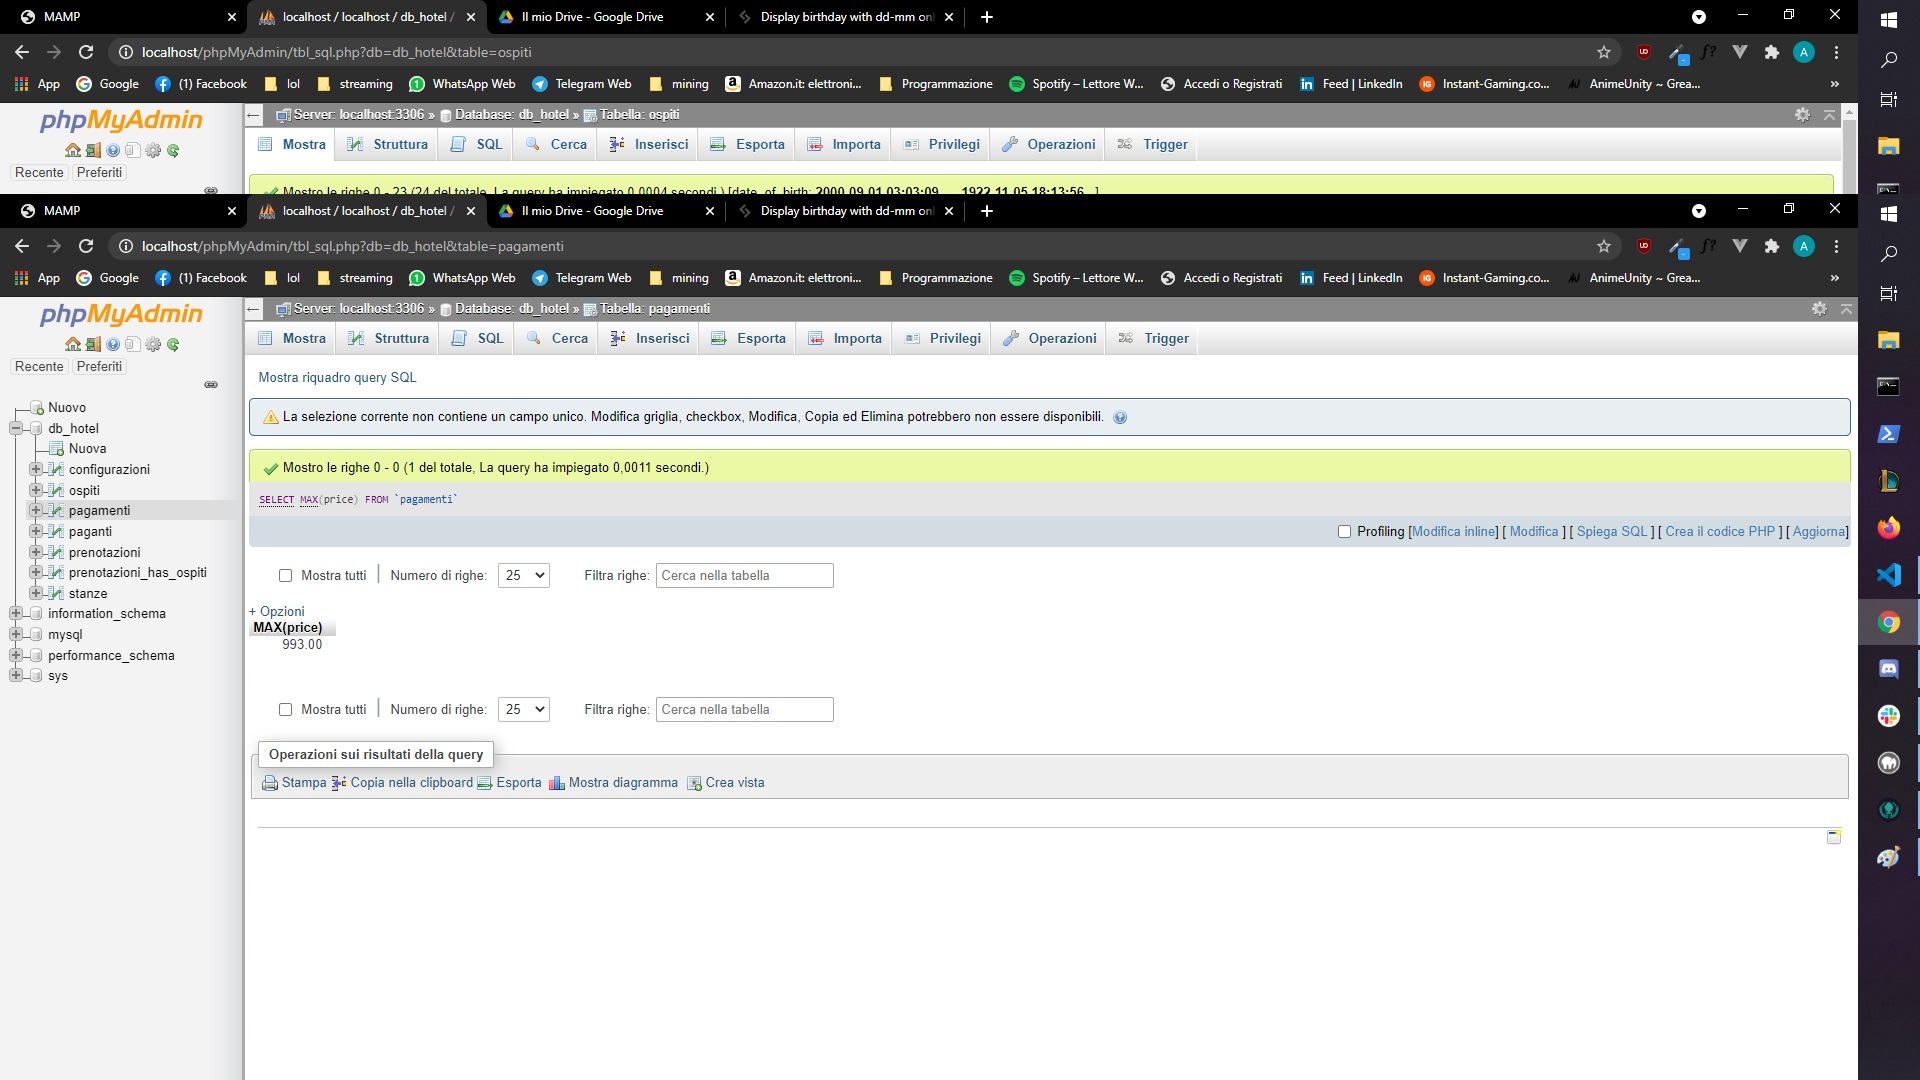 MAMP
localhost / localhost / db_hotel /
Il mio Drive - Google Drive
Display birthday with dd-mm onl
localhost/phpMyAdmin/tbl_sql.php?db=db_hotel&table=ospiti
App Google (1) Facebook lol streaming WhatsApp Web Telegram Web mining Amazon.it: elettroni... Programmazione Spotify – Lettore W... Accedi o Registrati Feed | LinkedIn Instant-Gaming.co... AnimeUnity ~ Grea... »
phpMyAdmin
Recente Preferiti
Server: localhost:3306 » Database: db_hotel » Tabella: ospiti
Mostra Struttura SQL Cerca Inserisci Esporta Importa Privilegi Operazioni Trigger
Mostro le righe 0 - 23 (24 del totale, La query ha impiegato 0,0004 secondi.) [date_of_birth: 2000-09-01 03:03:09... - 1922-11-05 18:13:56...]
MAMP
localhost / localhost / db_hotel /
Il mio Drive - Google Drive
Display birthday with dd-mm onl
localhost/phpMyAdmin/tbl_sql.php?db=db_hotel&table=pagamenti
App Google (1) Facebook lol streaming WhatsApp Web Telegram Web mining Amazon.it: elettroni... Programmazione Spotify – Lettore W... Accedi o Registrati Feed | LinkedIn Instant-Gaming.co... AnimeUnity ~ Grea... »
phpMyAdmin
Recente Preferiti
Nuovo
db_hotel
Nuova
configurazioni
ospiti
pagamenti
paganti
prenotazioni
prenotazioni_has_ospiti
stanze
information_schema
mysql
performance_schema
sys
Server: localhost:3306 » Database: db_hotel » Tabella: pagamenti
Mostra Struttura SQL Cerca Inserisci Esporta Importa Privilegi Operazioni Trigger
Mostra riquadro query SQL
La selezione corrente non contiene un campo unico. Modifica griglia, checkbox, Modifica, Copia ed Elimina potrebbero non essere disponibili.
Mostro le righe 0 - 0 (1 del totale, La query ha impiegato 0,0011 secondi.)
SELECT MAX(price) FROM `pagamenti`
Profiling [Modifica inline] [ Modifica ] [ Spiega SQL ] [ Crea il codice PHP ] [ Aggiorna]
Mostra tutti | Numero di righe: 25 Filtra righe: Cerca nella tabella
+ Opzioni
MAX(price)
993.00
Mostra tutti | Numero di righe: 25 Filtra righe: Cerca nella tabella
Operazioni sui risultati della query
Stampa Copia nella clipboard Esporta Mostra diagramma Crea vista